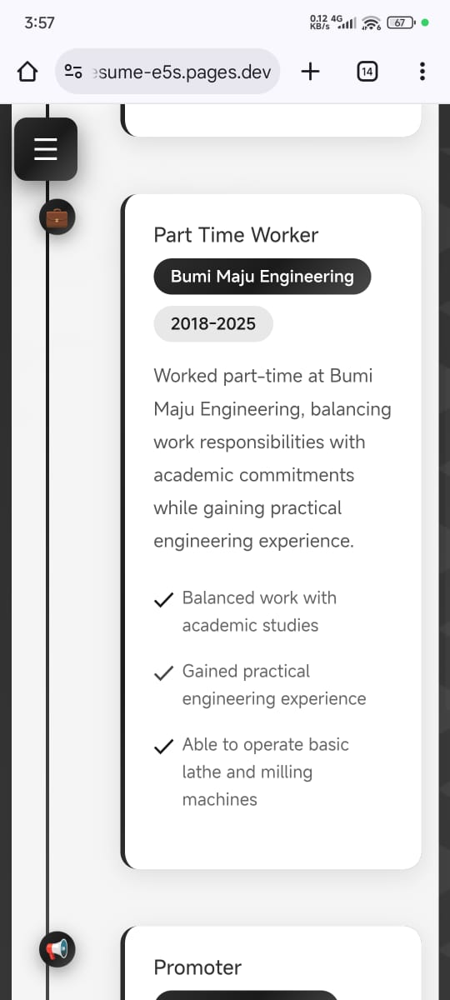 3:57
0.12 4G
KB/s
67
esume-e5s.pages.dev
14
Part Time Worker
Bumi Maju Engineering
2018-2025
Worked part-time at Bumi
Maju Engineering, balancing
work responsibilities with
academic commitments
while gaining practical
engineering experience.
Balanced work with
academic studies
Gained practical
engineering experience
Able to operate basic
lathe and milling
machines
Promoter